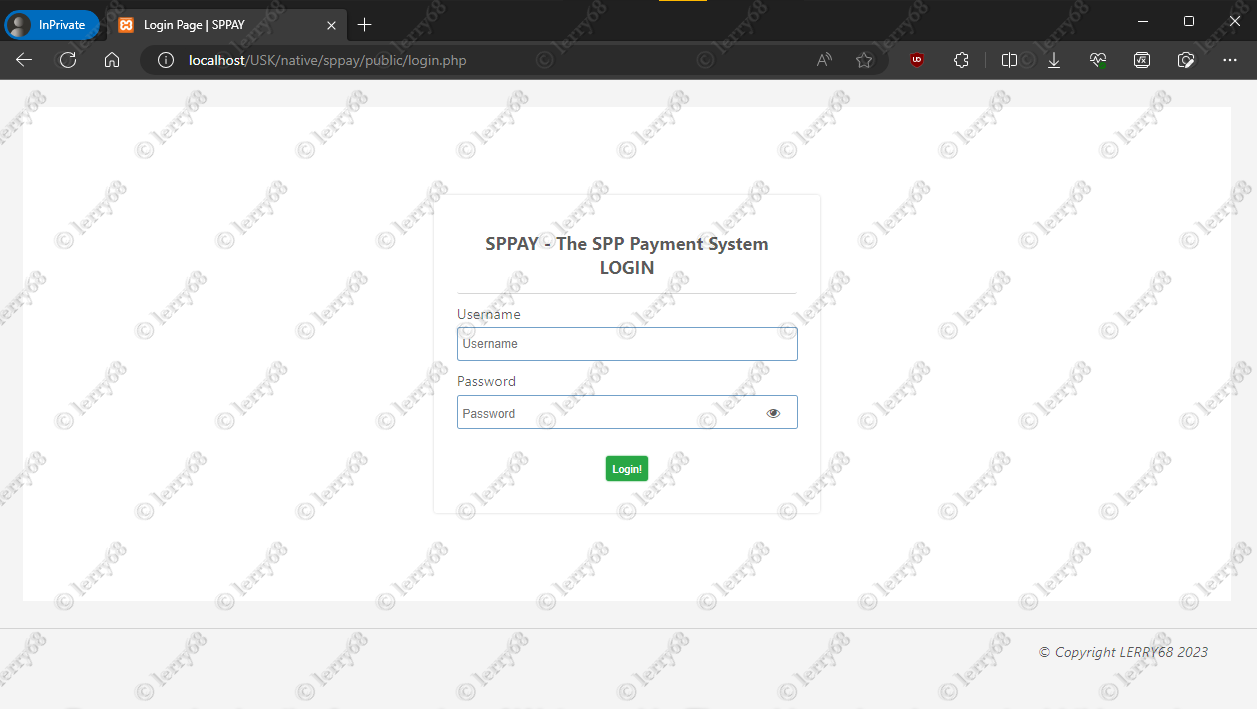 InPrivate
Login Page | SPPAY
localhost/USK/native/sppay/public/login.php
SPPAY - The SPP Payment System
LOGIN
Username
Username
Password
Password
Login!
© Copyright LERRY68 2023
© lerry68